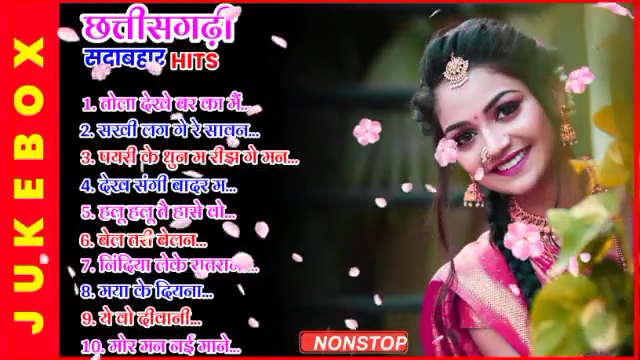 JUKEBOX
छत्तीसगढ़ी
सदाबहार HITS
1. तोला देखे बर का मैं...
2. सखी लग गे रे सावन...
3. पयरी के धुन म रीझ गे मन...
4. देख संगी बादर म...
5. हलू हलू तै हासे वो...
6. बेल तरी बेलन...
7. निंदिया लेके
8. मया के दियना...
9. ये वो दीवानी...
10. मोर मन नई माने...
NONSTOP